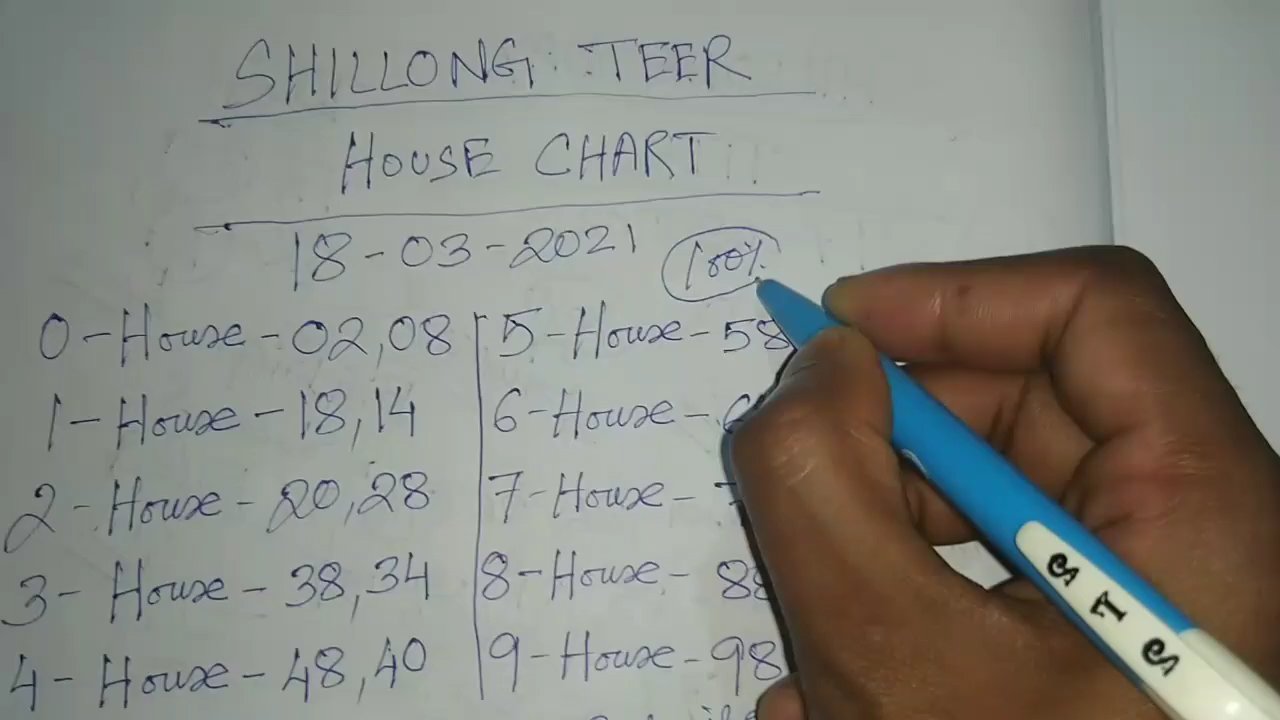 SHILLONG: TEER
HOUSE CHART
18-03-2021 100%
0-House-02,08
1-House-18,14
2-House-20,28
3-House-38,34
4-House-48,40
5-House-58
6-House-6
7-House-
8-House-88
9-House-98
STS